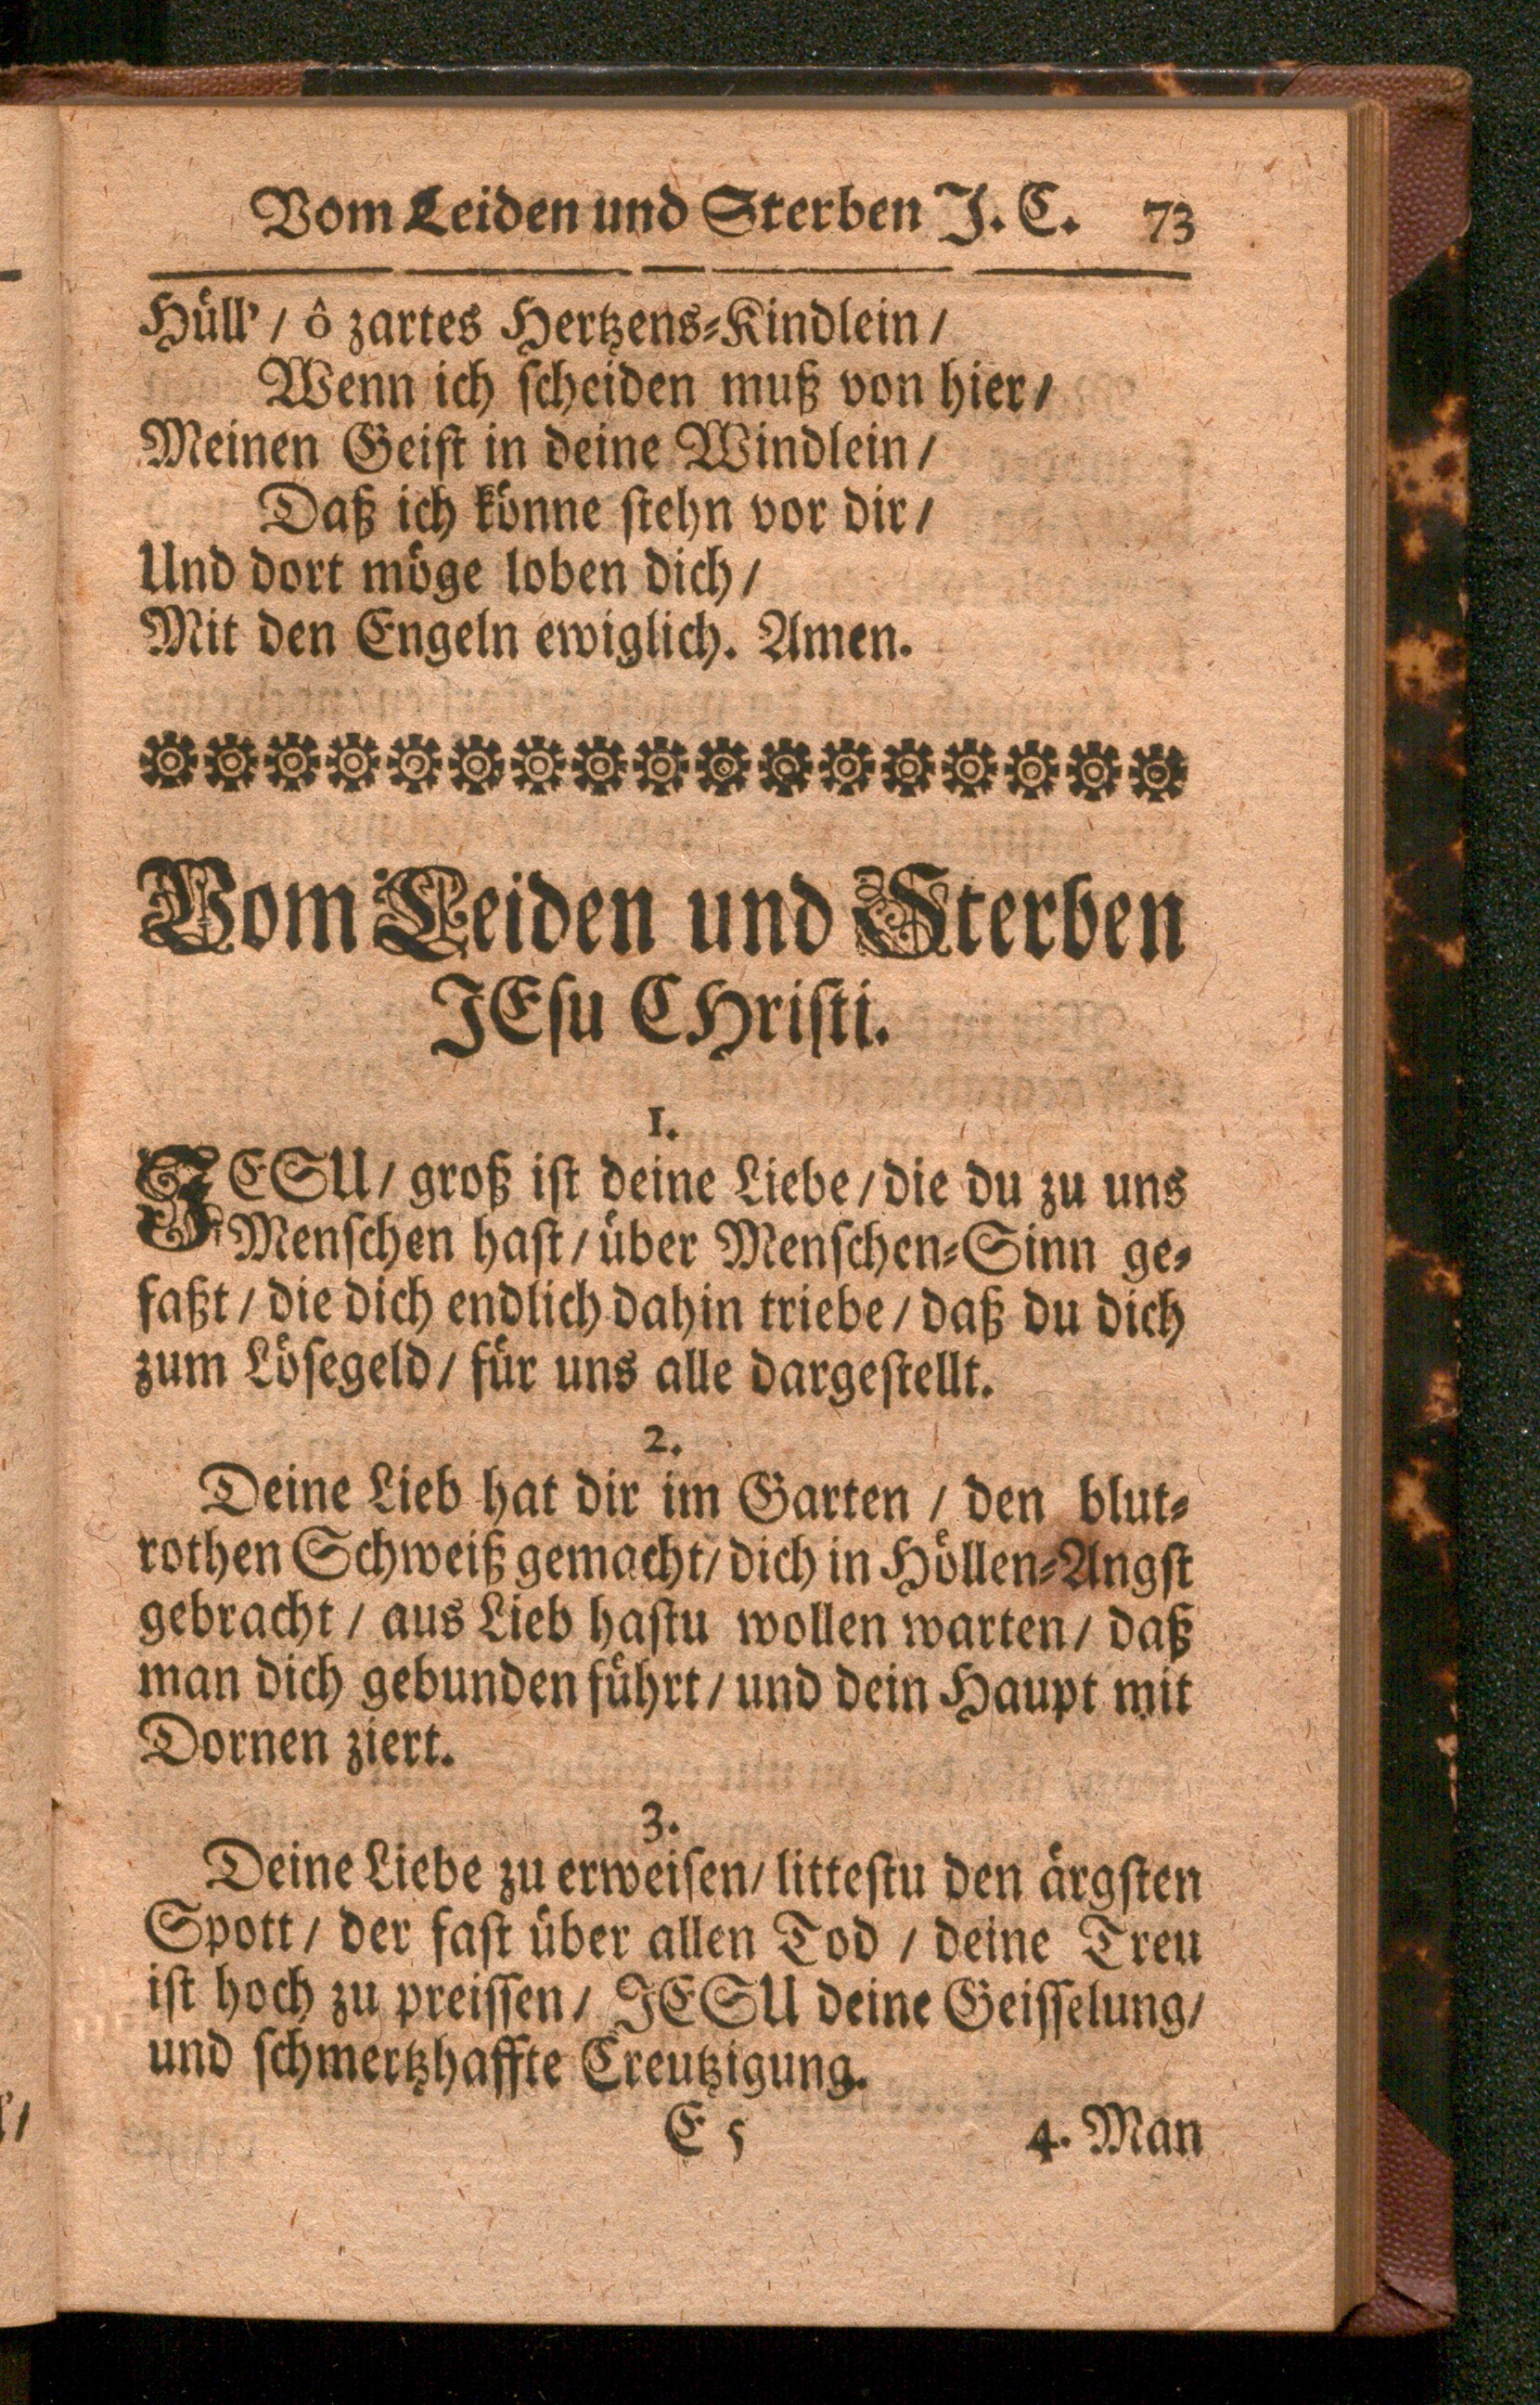 Vom Leiden und Sterben J. C. 73
Hüll' / ô zartes Hertzens-Kindlein /
Wenn ich scheiden muß von hier /
Meinen Geist in deine Windlein /
Daß ich könne stehn vor dir /
Und dort möge loben dich /
Mit den Engeln ewiglich. Amen.
Vom Leiden und Sterben
JEsu CHristi.
1.
JESU / groß ist deine Liebe / die du zu uns
Menschen hast / über Menschen-Sinn ge-
faßt / die dich endlich dahin triebe / daß du dich
zum Lösegeld / für uns alle dargestellt.
2.
Deine Lieb hat dir im Garten / den blut-
rothen Schweiß gemacht / dich in Höllen-Angst
gebracht / aus Lieb hastu wollen warten / daß
man dich gebunden führt / und dein Haupt mit
Dornen ziert.
3.
Deine Liebe zu erweisen / littestu den ärgsten
Spott / der fast über allen Tod / deine Treu
ist hoch zu preissen / JESU deine Geisselung /
und schmertzhaffte Creutzigung.
E 5 4. Man